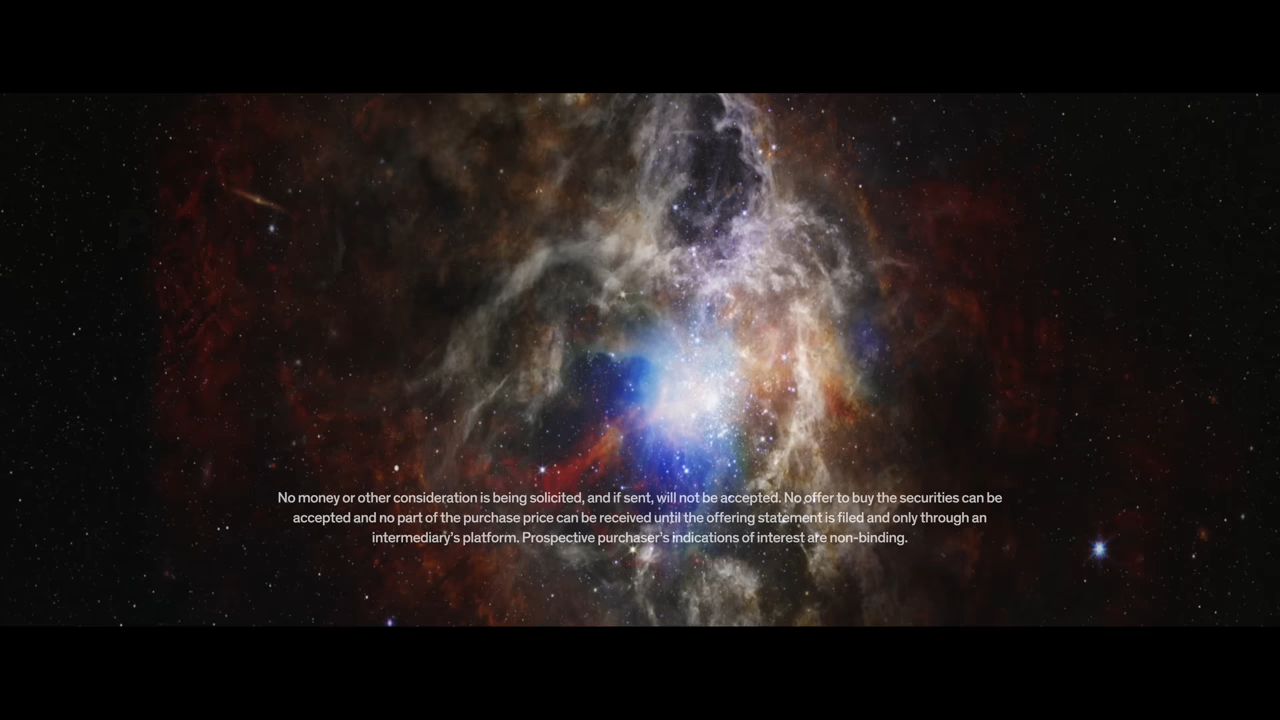 No money or other consideration is being solicited, and if sent, will not be accepted. No offer to buy the securities can be
accepted and no part of the purchase price can be received until the offering statement is filed and only through an
intermediary’s platform. Prospective purchaser’s indications of interest are non-binding.